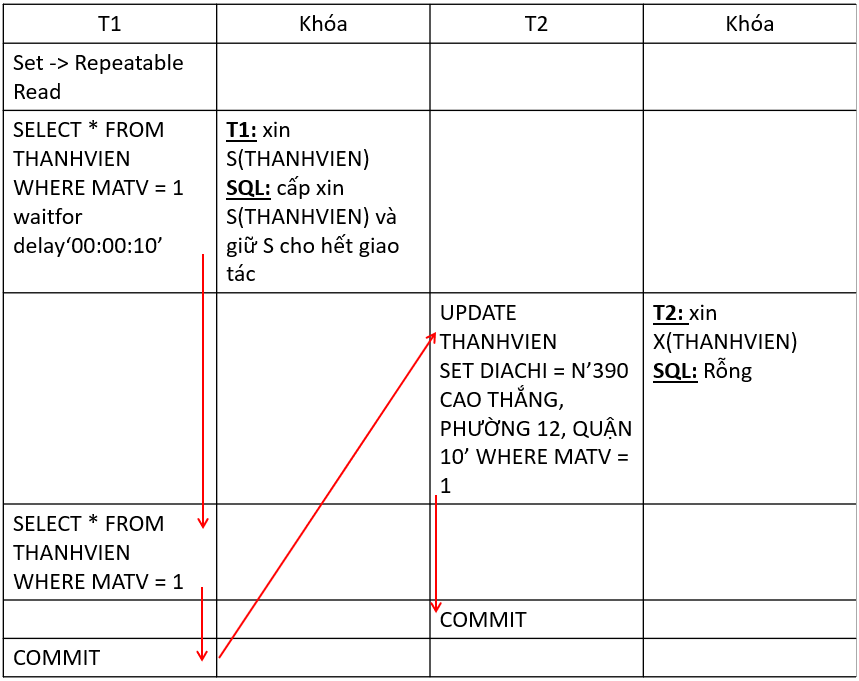 T1
Khóa
T2
Khóa
Set -> Repeatable
Read
SELECT * FROM
THANHVIEN
WHERE MATV = 1
waitfor
delay‘00:00:10’
T1: xin
S(THANHVIEN)
SQL: cấp xin
S(THANHVIEN) và
giữ S cho hết giao
tác
UPDATE
THANHVIEN
SET DIACHI = N’390
CAO THẮNG,
PHƯỜNG 12, QUẬN
10’ WHERE MATV =
1
T2: xin
X(THANHVIEN)
SQL: Rỗng
SELECT * FROM
THANHVIEN
WHERE MATV = 1
COMMIT
COMMIT